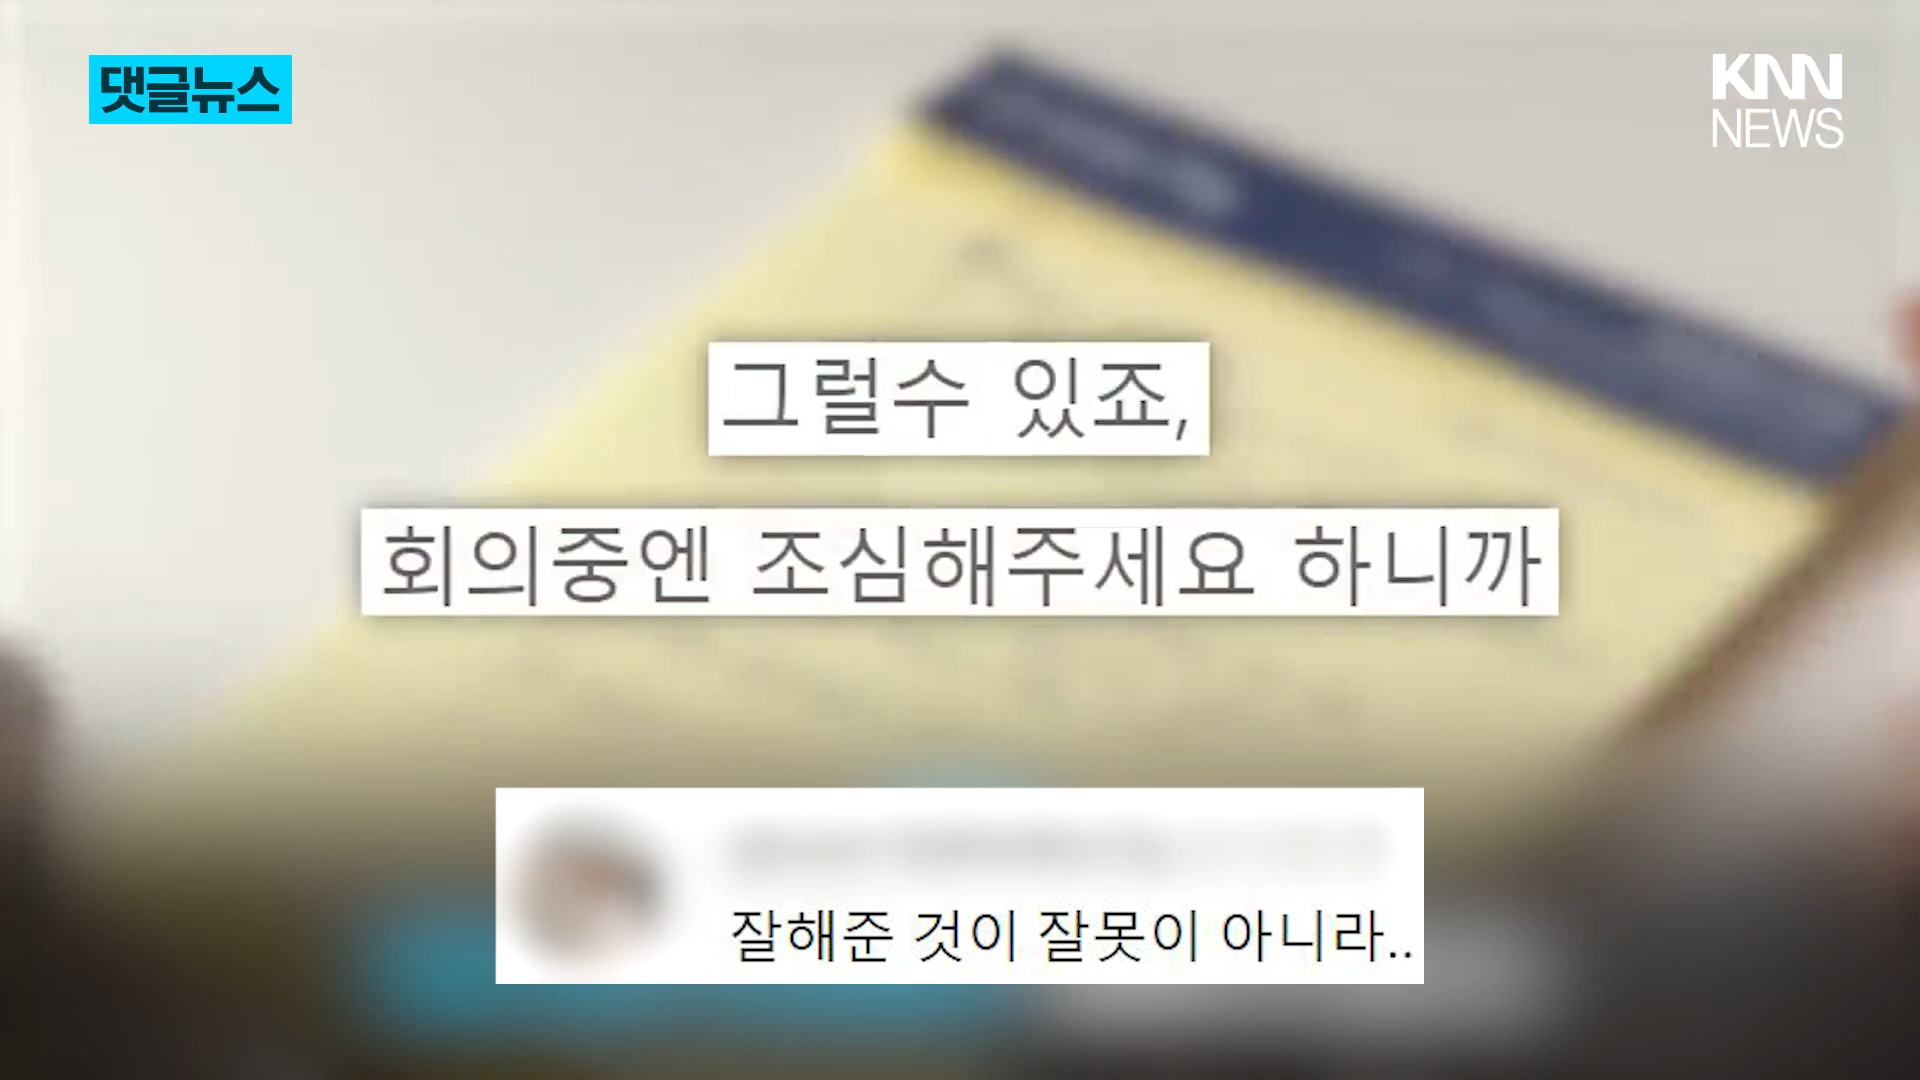 댓글뉴스
KNN
NEWS
그럴수 있죠,
회의중엔 조심해주세요 하니까
잘해준 것이 잘못이 아니라..